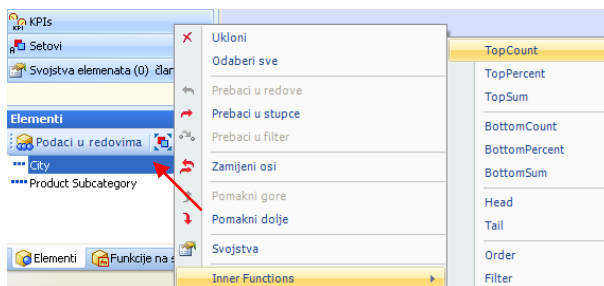 KPIs
Setovi
Svojstva elemenata (0) član
Elementi
Podaci u redovima
City
Product Subcategory
Elementi
Funkcije na s
Ukloni
Odaberi sve
Prebaci u redove
Prebaci u stupce
Prebaci u filter
Zamijeni osi
Pomakni gore
Pomakni dolje
Svojstva
Inner Functions
TopCount
TopPercent
TopSum
BottomCount
BottomPercent
BottomSum
Head
Tail
Order
Filter